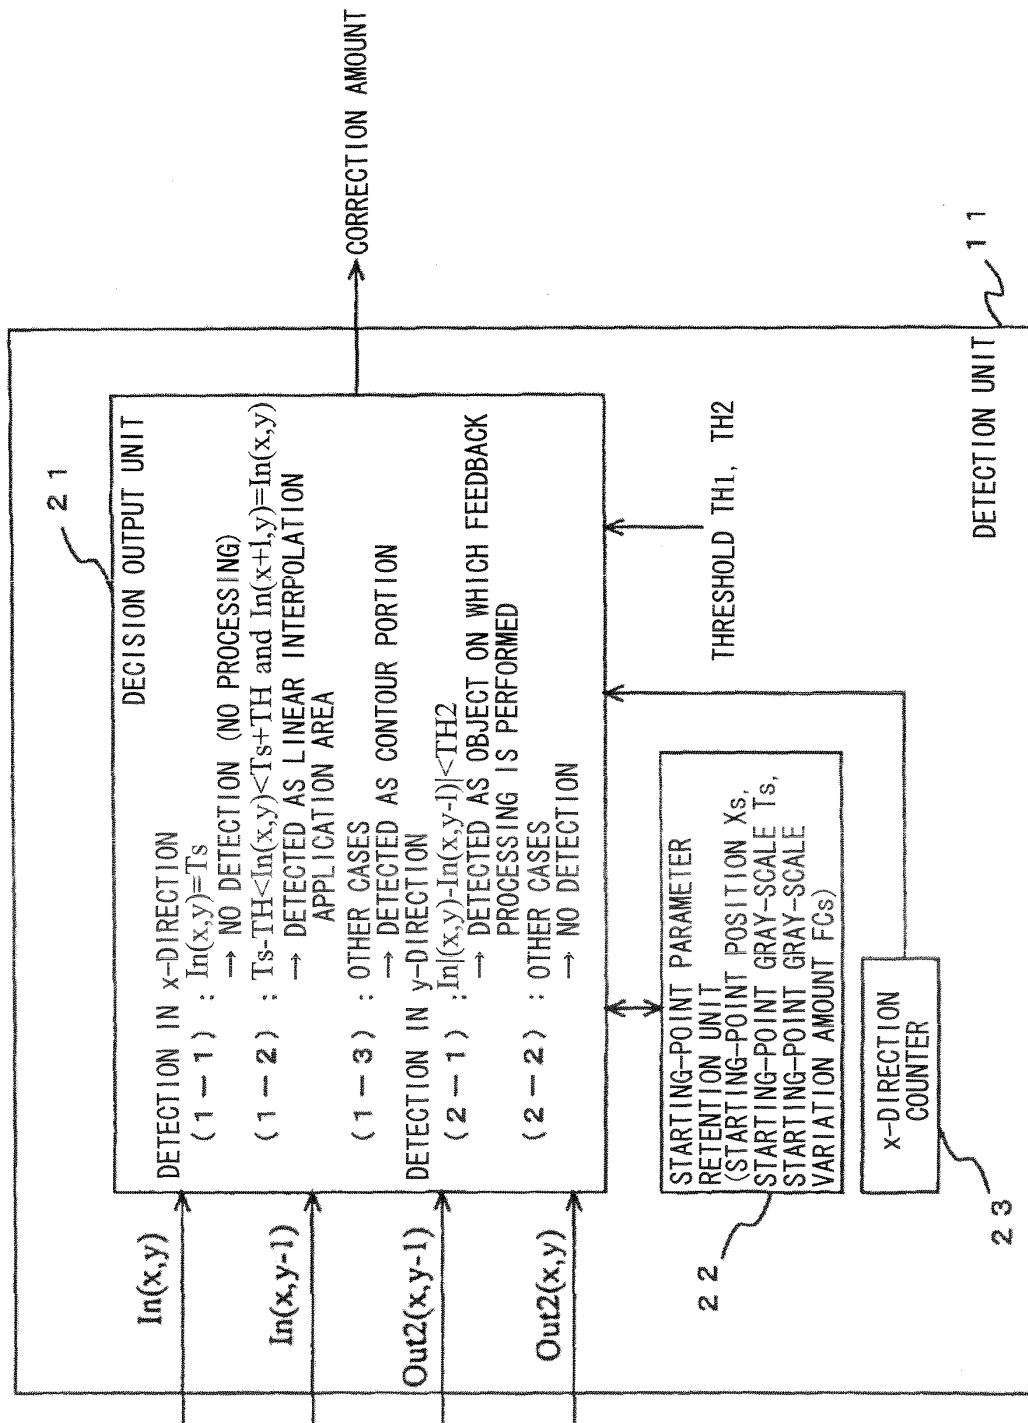 In(x,y)
In(x,y-1)
Out2(x,y-1)
Out2(x,y)
21
DECISION OUTPUT UNIT
DETECTION IN x-DIRECTION
(1-1) : In(x,y)=Ts
→ NO DETECTION (NO PROCESSING)
(1-2) : Ts-TH<In(x,y)<Ts+TH and In(x+1,y)=In(x,y)
→ DETECTED AS LINEAR INTERPOLATION
APPLICATION AREA
(1-3) : OTHER CASES
→ DETECTED AS CONTOUR PORTION
DETECTION IN y-DIRECTION
(2-1) :In|(x,y)-In(x,y-1)|<TH2
→ DETECTED AS OBJECT ON WHICH FEEDBACK
PROCESSING IS PERFORMED
(2-2) : OTHER CASES
→ NO DETECTION
CORRECTION AMOUNT
STARTING-POINT PARAMETER
RETENTION UNIT
(STARTING-POINT POSITION Xs,
STARTING-POINT GRAY-SCALE Ts,
STARTING-POINT GRAY-SCALE
VARIATION AMOUNT FCs)
22
x-DIRECTION
COUNTER
23
THRESHOLD TH1, TH2
DETECTION UNIT
11